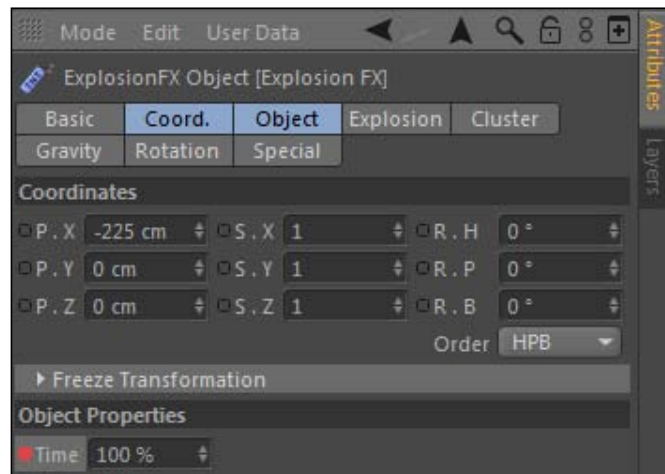 Mode Edit User Data
ExplosionFX Object [Explosion FX]
Basic Coord. Object Explosion Cluster
Gravity Rotation Special
Coordinates
P . X -225 cm S . X 1 R . H 0 °
P . Y 0 cm S . Y 1 R . P 0 °
P . Z 0 cm S . Z 1 R . B 0 °
Order HPB
Freeze Transformation
Object Properties
Time 100 %
Attributes
Layers